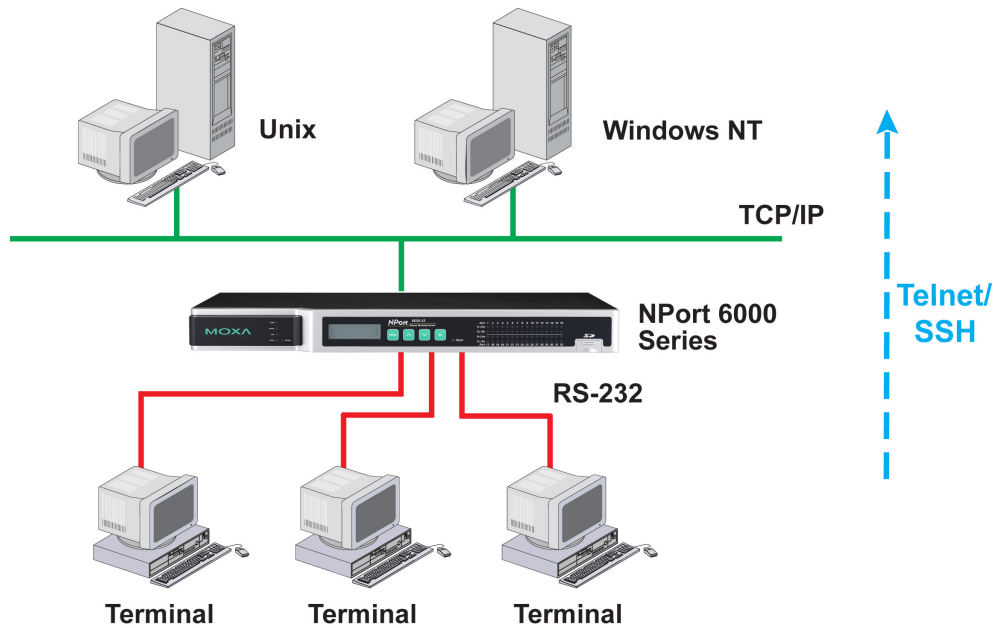 Unix
Windows NT
TCP/IP
MOXA
NPort
NPort 6000
Series
Telnet/
SSH
RS-232
Terminal
Terminal
Terminal